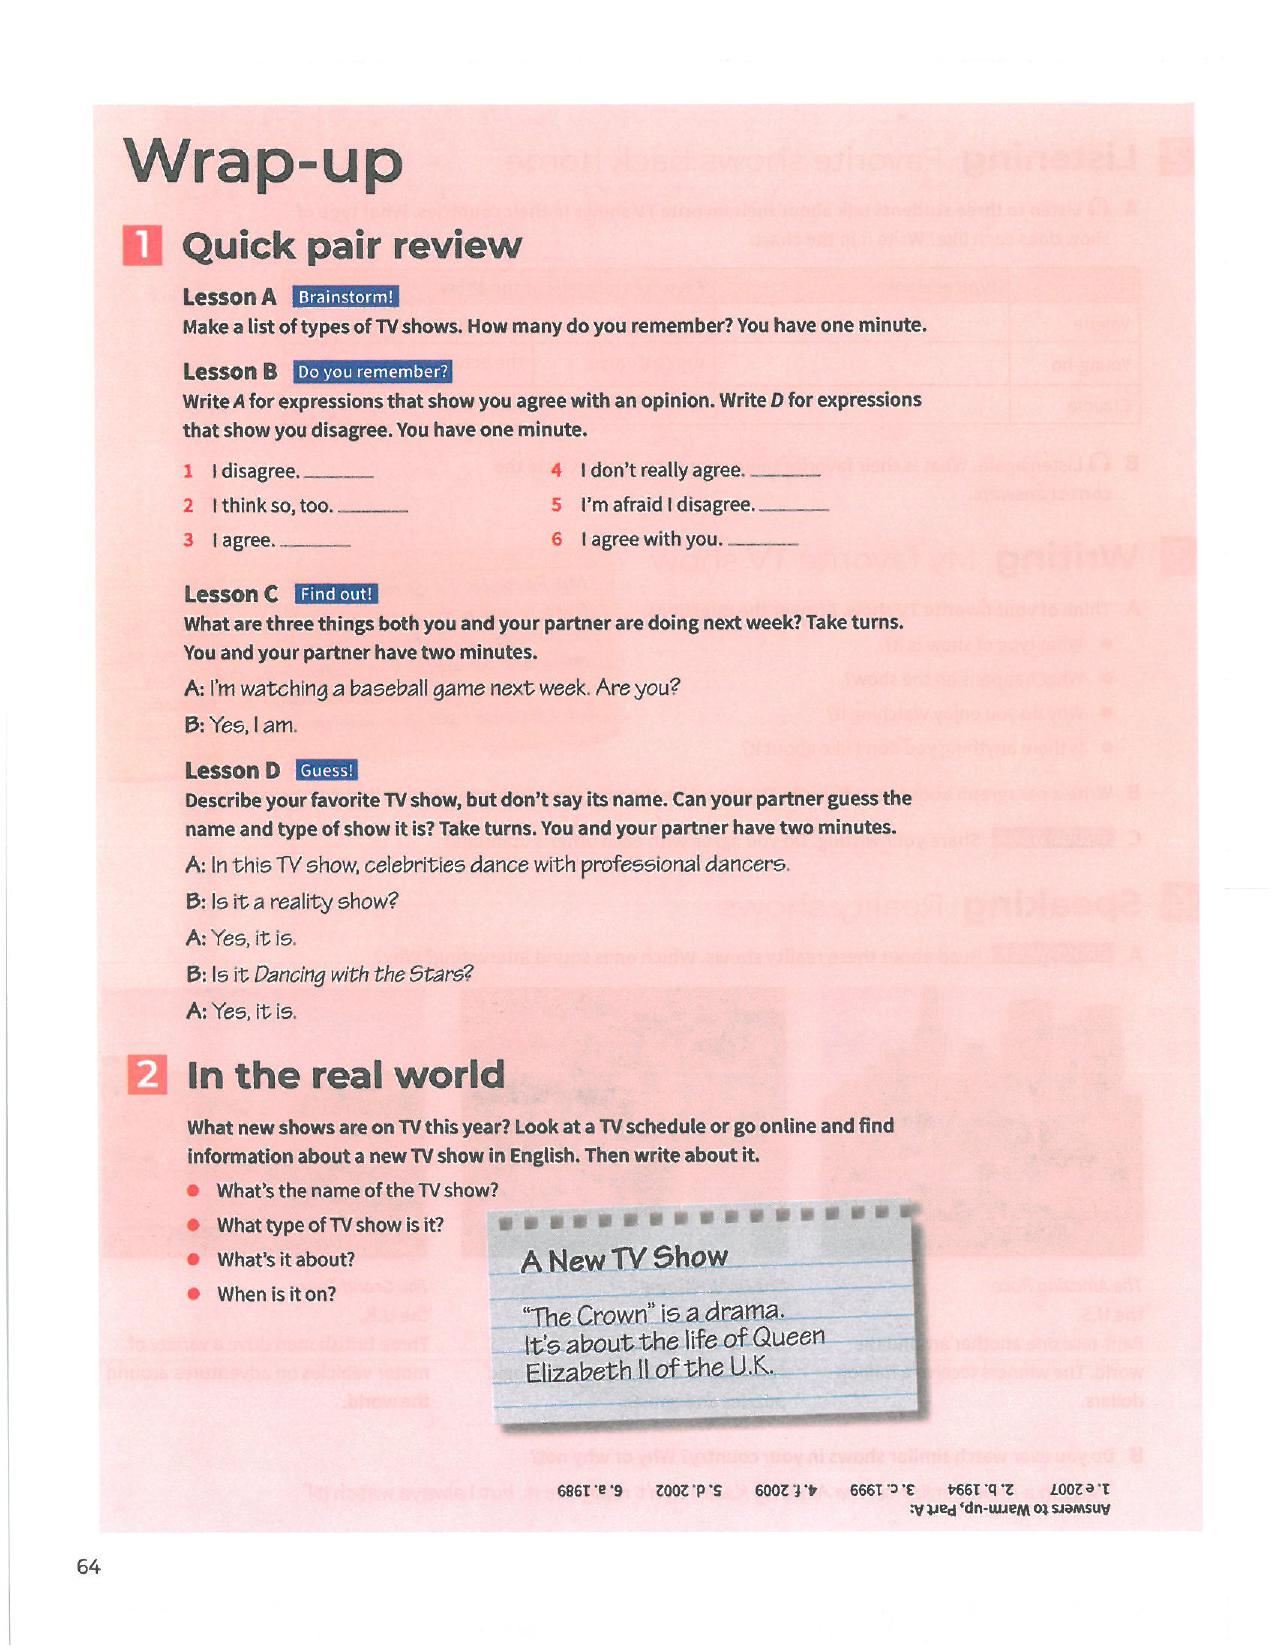 Wrap-up
1 Quick pair review
Lesson A Brainstorm!
Make a list of types of TV shows. How many do you remember? You have one minute.
Lesson B Do you remember?
Write A for expressions that show you agree with an opinion. Write D for expressions
that show you disagree. You have one minute.
1 I disagree. ________
2 I think so, too. ________
3 I agree. ________
4 I don't really agree. ________
5 I'm afraid I disagree. ________
6 I agree with you. ________
Lesson C Find out!
What are three things both you and your partner are doing next week? Take turns.
You and your partner have two minutes.
A: I'm watching a baseball game next week. Are you?
B: Yes, I am.
Lesson D Guess!
Describe your favorite TV show, but don't say its name. Can your partner guess the
name and type of show it is? Take turns. You and your partner have two minutes.
A: In this TV show, celebrities dance with professional dancers.
B: Is it a reality show?
A: Yes, it is.
B: Is it Dancing with the Stars?
A: Yes, it is.
2 In the real world
What new shows are on TV this year? Look at a TV schedule or go online and find
information about a new TV show in English. Then write about it.
• What's the name of the TV show?
• What type of TV show is it?
• What's it about?
• When is it on?
A New TV Show
"The Crown" is a drama.
It's about the life of Queen
Elizabeth II of the U.K.
Answers to Warm-up, Part A:
1. e 2007 2. b. 1994 3. c. 1999 4. f. 2009 5. d. 2002 6. a. 1989
64